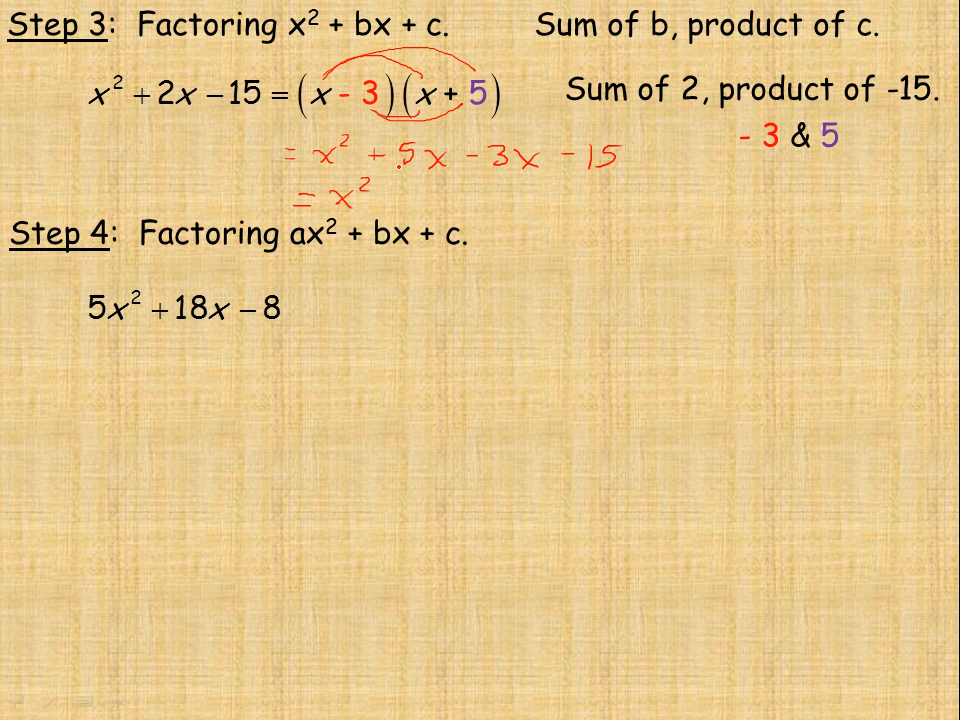 Step 3: Factoring x² + bx + c. Sum of b, product of c.
x² + 2x − 15 = (x - 3)(x + 5) Sum of 2, product of -15.
- 3 & 5
= x² + 5x - 3x - 15
= x²
Step 4: Factoring ax² + bx + c.
5x² + 18x − 8